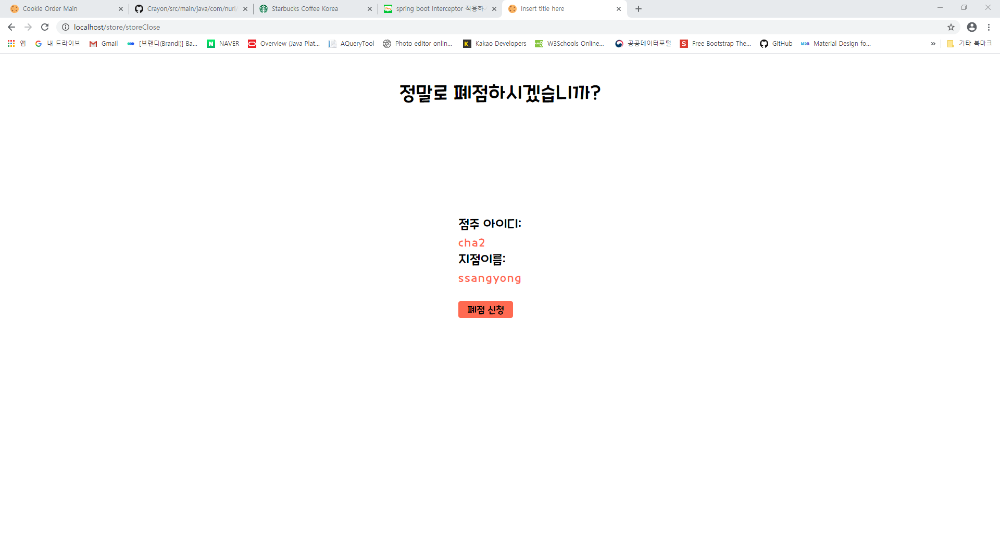 Cookie Order Main
Crayon/src/main/java/com/nuri/
Starbucks Coffee Korea
spring boot Interceptor 적용하기
Insert title here
localhost/store/storeClose
앱
내 드라이브
Gmail
[브랜디(Brandi)] Ba...
NAVER
Overview (Java Plat...
AQueryTool
Photo editor onlin...
Kakao Developers
W3Schools Online...
공공데이터포털
Free Bootstrap The...
GitHub
Material Design fo...
»
기타 북마크
정말로 폐점하시겠습니까?
점주 아이디:
cha2
지점이름:
ssangyong
폐점 신청